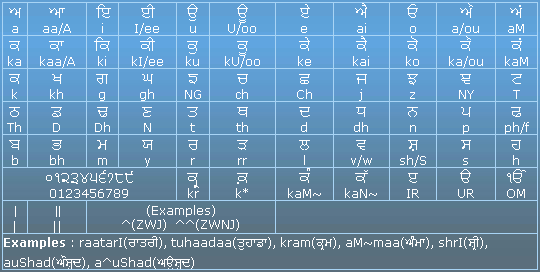 ਅ ਆ ਇ ਈ ਉ ਊ ਏ ਐ ਓ ਔ ਅਂ
a aa/A i I/ee u U/oo e ai o a/ou aM
ਕ ਕਾ ਕਿ ਕੀ ਕੁ ਕੂ ਕੇ ਕੈ ਕੋ ਕੌ ਕਂ
ka kaa/A ki kI/ee ku kU/oo ke kai ko ka/ou kaM
ਕ ਖ ਗ ਘ ਙ ਚ ਛ ਜ ਝ ਞ ਟ
k kh g gh NG ch Ch j z NY T
ਠ ਡ ਢ ਣ ਤ ਥ ਦ ਧ ਨ ਪ ਫ
Th D Dh N t th d dh n p ph/f
ਬ ਭ ਮ ਯ ਰ ੜ ਲ ਵ ਸ਼ ਸ ਹ
b bh m y r rr l v/w sh/S s h
੦੧੨੩੪੫੬੭੮੯ ਕ੍ਰ ਕ਼ ਕੰ ਕੱ ੲ ੳ ੴ
0123456789 kr k* kaM~ kaN~ IR UR OM
| || (Examples)
| || ^(ZWJ) ^^(ZWNJ)
Examples : raatarI(ਰਾਤਰੀ), tuhaadaa(ਤੁਹਾਡਾ), kram(ਕ੍ਰਮ), aM~maa(ਅੰਮਾ), shrI(ਸ਼੍ਰੀ),
auShad(ਔਸ਼ਦ), a^uShad(ਅਉਸ਼ਦ)